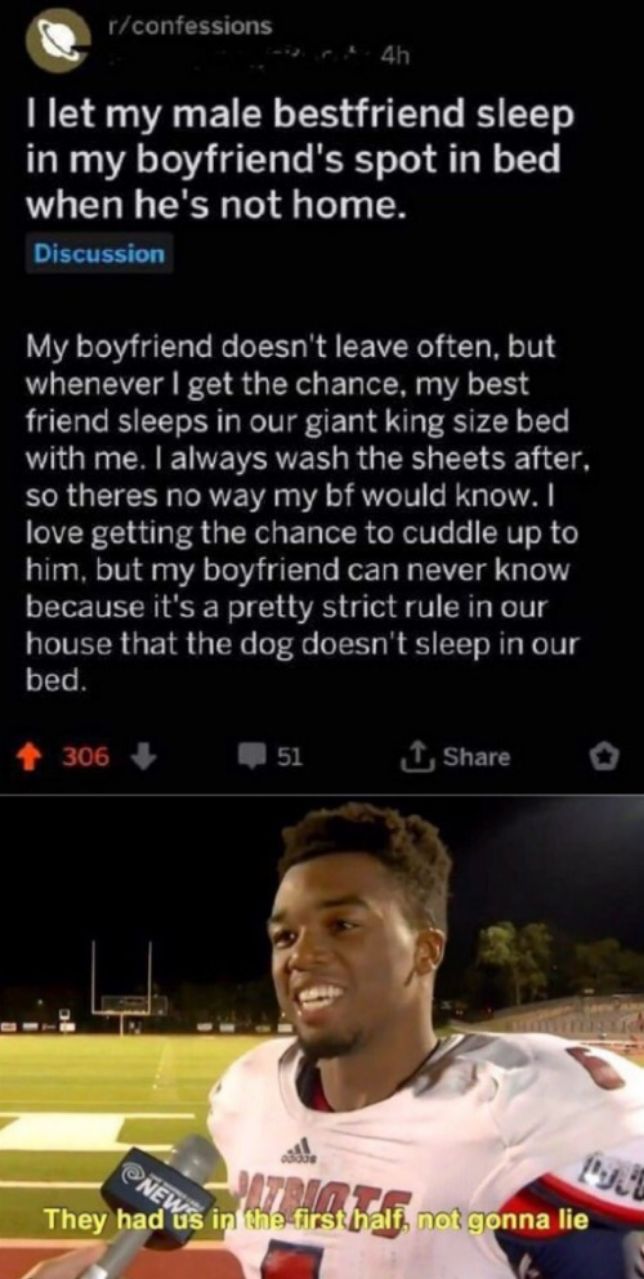 r/confessions
4h
I let my male bestfriend sleep
in my boyfriend's spot in bed
when he's not home.
Discussion
My boyfriend doesn't leave often, but
whenever I get the chance, my best
friend sleeps in our giant king size bed
with me. I always wash the sheets after,
so theres no way my bf would know. I
love getting the chance to cuddle up to
him, but my boyfriend can never know
because it's a pretty strict rule in our
house that the dog doesn't sleep in our
bed.
306 51 Share
adidas
PATRIOTS
NEWS
They had us in the first half, not gonna lie